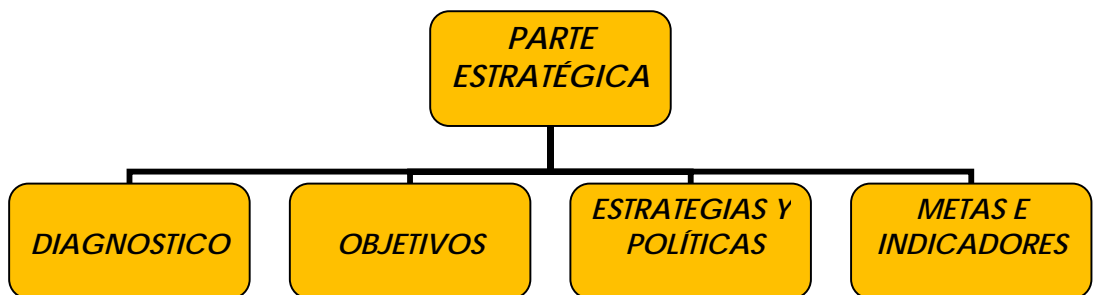 PARTE
ESTRATÉGICA
DIAGNOSTICO
OBJETIVOS
ESTRATEGIAS Y
POLÍTICAS
METAS E
INDICADORES